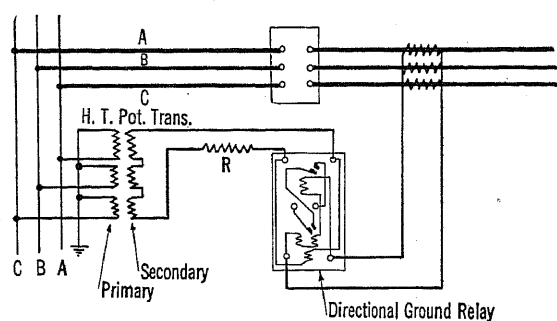 A
B
C
H. T. Pot. Trans.
R
C B A
Secondary
Primary
Directional Ground Relay